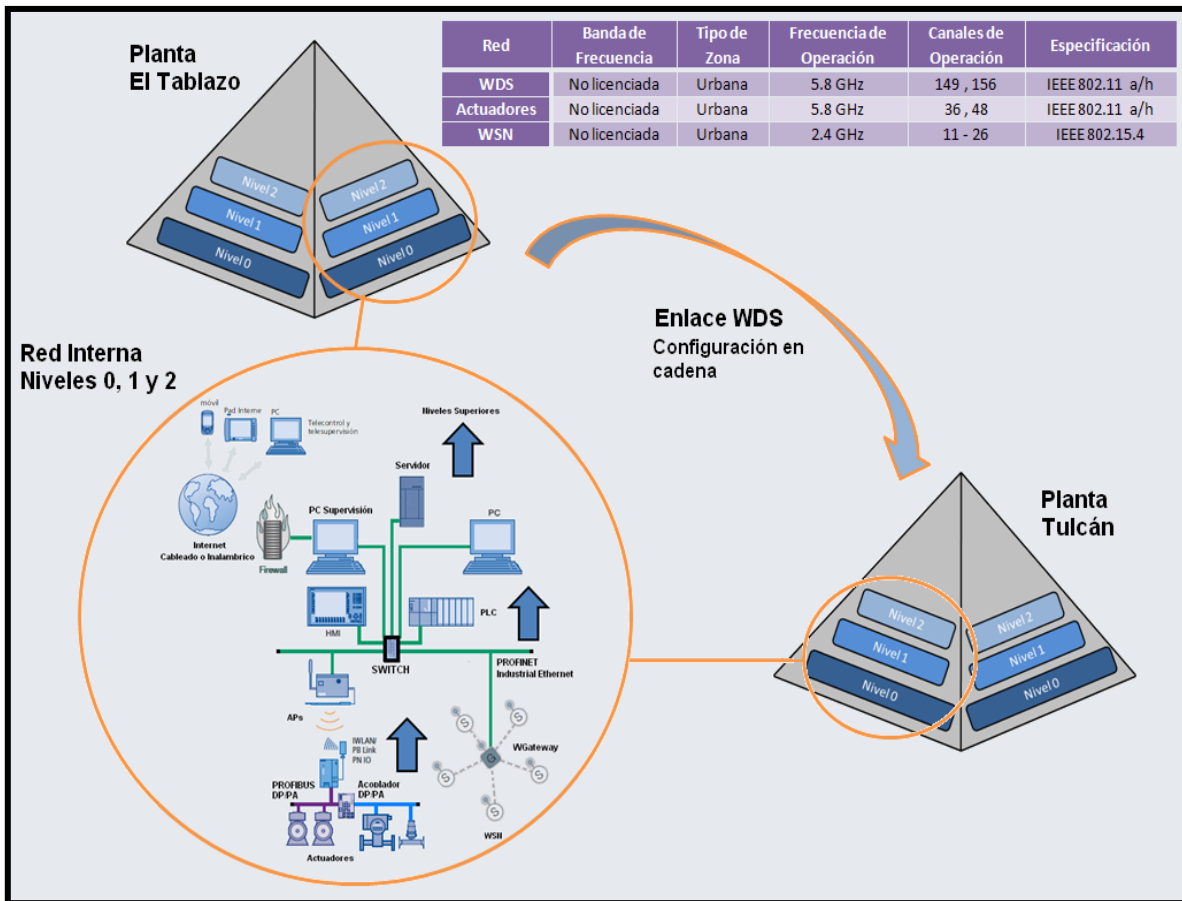 Planta
El Tablazo
Red
Banda de
Frecuencia
Tipo de
Zona
Frecuencia de
Operación
Canales de
Operación
Especificación
WDS
No licenciada
Urbana
5.8 GHz
149 , 156
IEEE 802.11 a/h
Actuadores
No licenciada
Urbana
5.8 GHz
36 , 48
IEEE 802.11 a/h
WSN
No licenciada
Urbana
2.4 GHz
11 - 26
IEEE 802.15.4
Nivel 2
Nivel 1
Nivel 0
Nivel 2
Nivel 1
Nivel 0
Enlace WDS
Configuración en
cadena
Red Interna
Niveles 0, 1 y 2
móvil
Pad Interne
PC
Telecontrol y
telesupervisión
Niveles Superiores
Servidor
PC Supervisión
PC
Internet
Cableado o Inalambrico
Firewall
HMI
PLC
SWITCH
PROFINET
Industrial Ethernet
APs
IWLAN/
PB Link
PN IO
PROFIBUS
DP/PA
Acoplador
DP/PA
Actuadores
WGateway
G
S
S
S
S
S
WSN
Planta
Tulcán
Nivel 2
Nivel 1
Nivel 0
Nivel 2
Nivel 1
Nivel 0